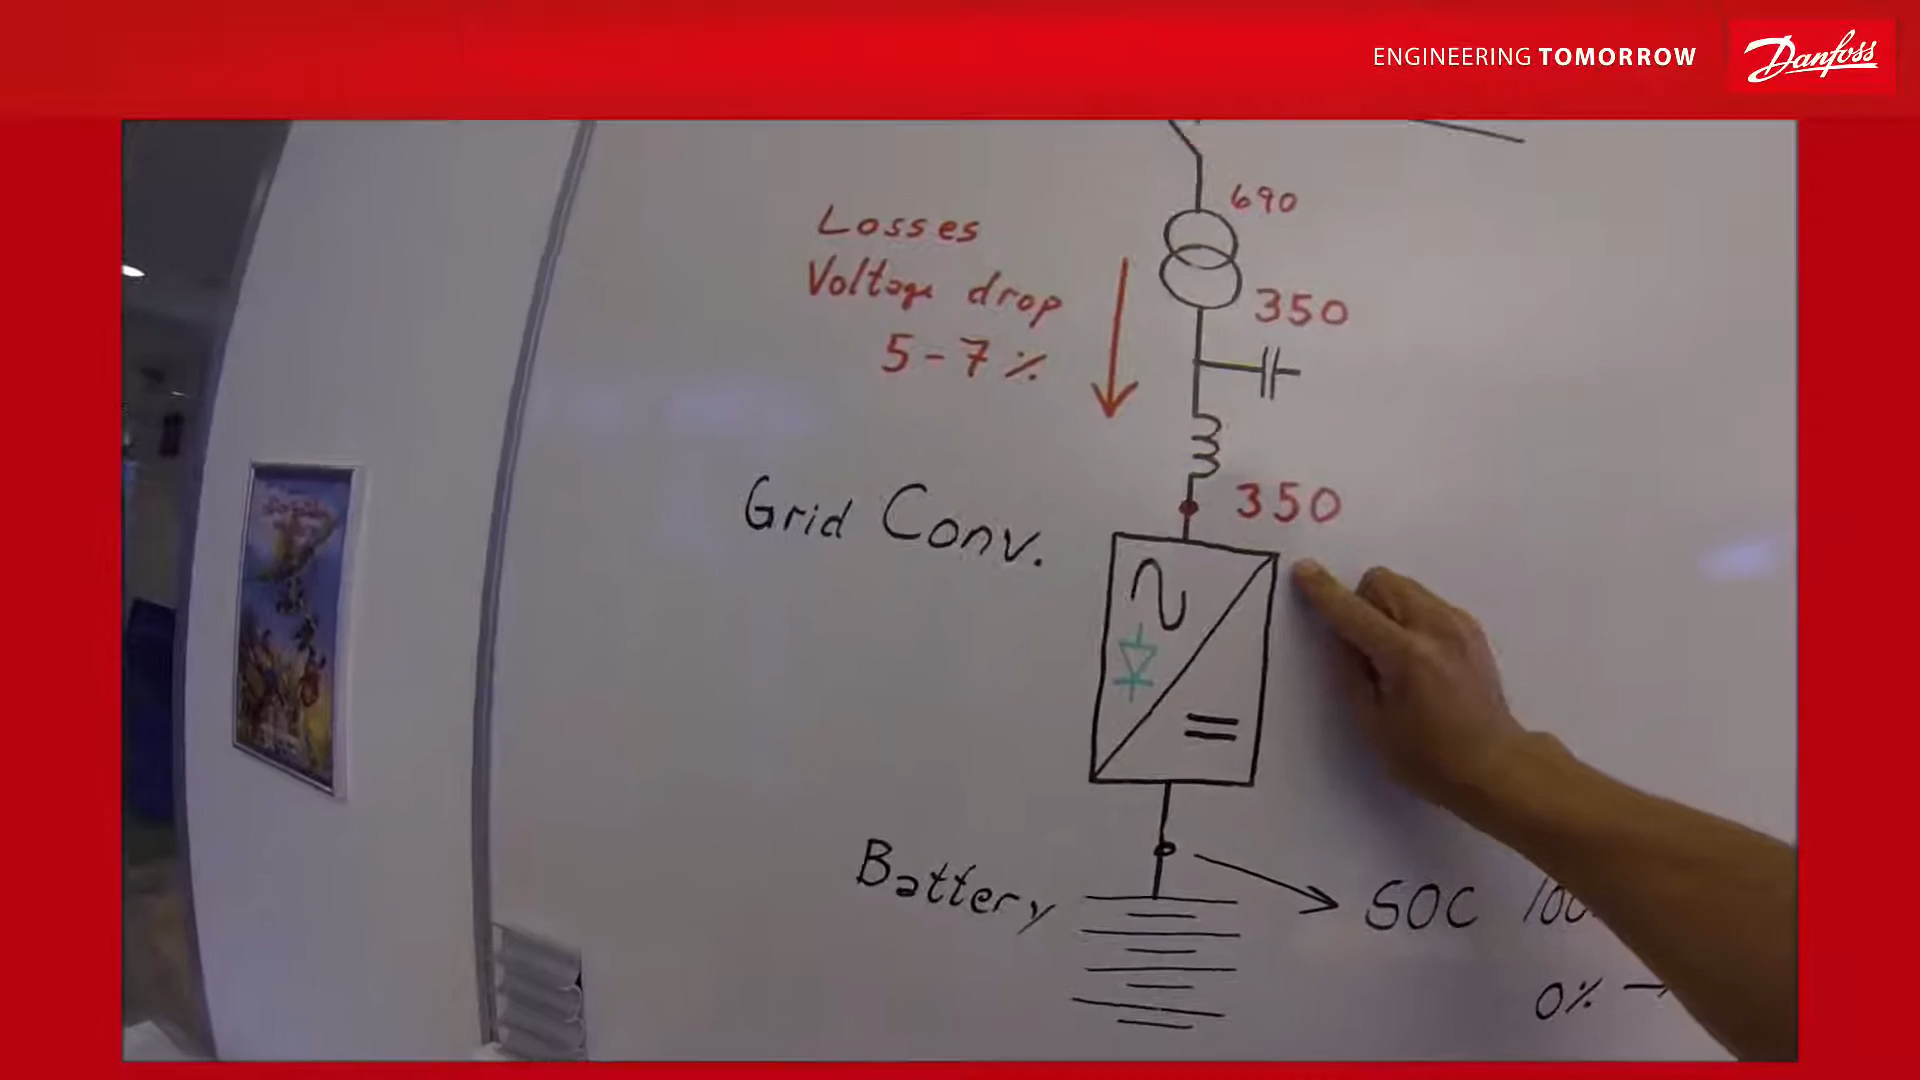 ENGINEERING TOMORROW
Danfoss
690
Losses
Voltage drop
5-7%
350
350
Grid Conv.
Battery
SOC
0%